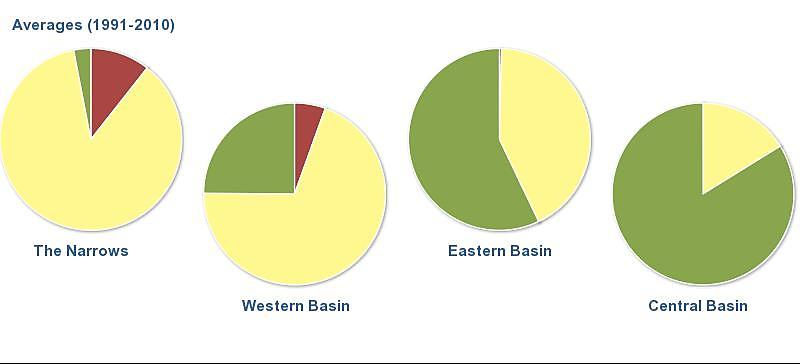 Averages (1991-2010)
The Narrows
Western Basin
Eastern Basin
Central Basin